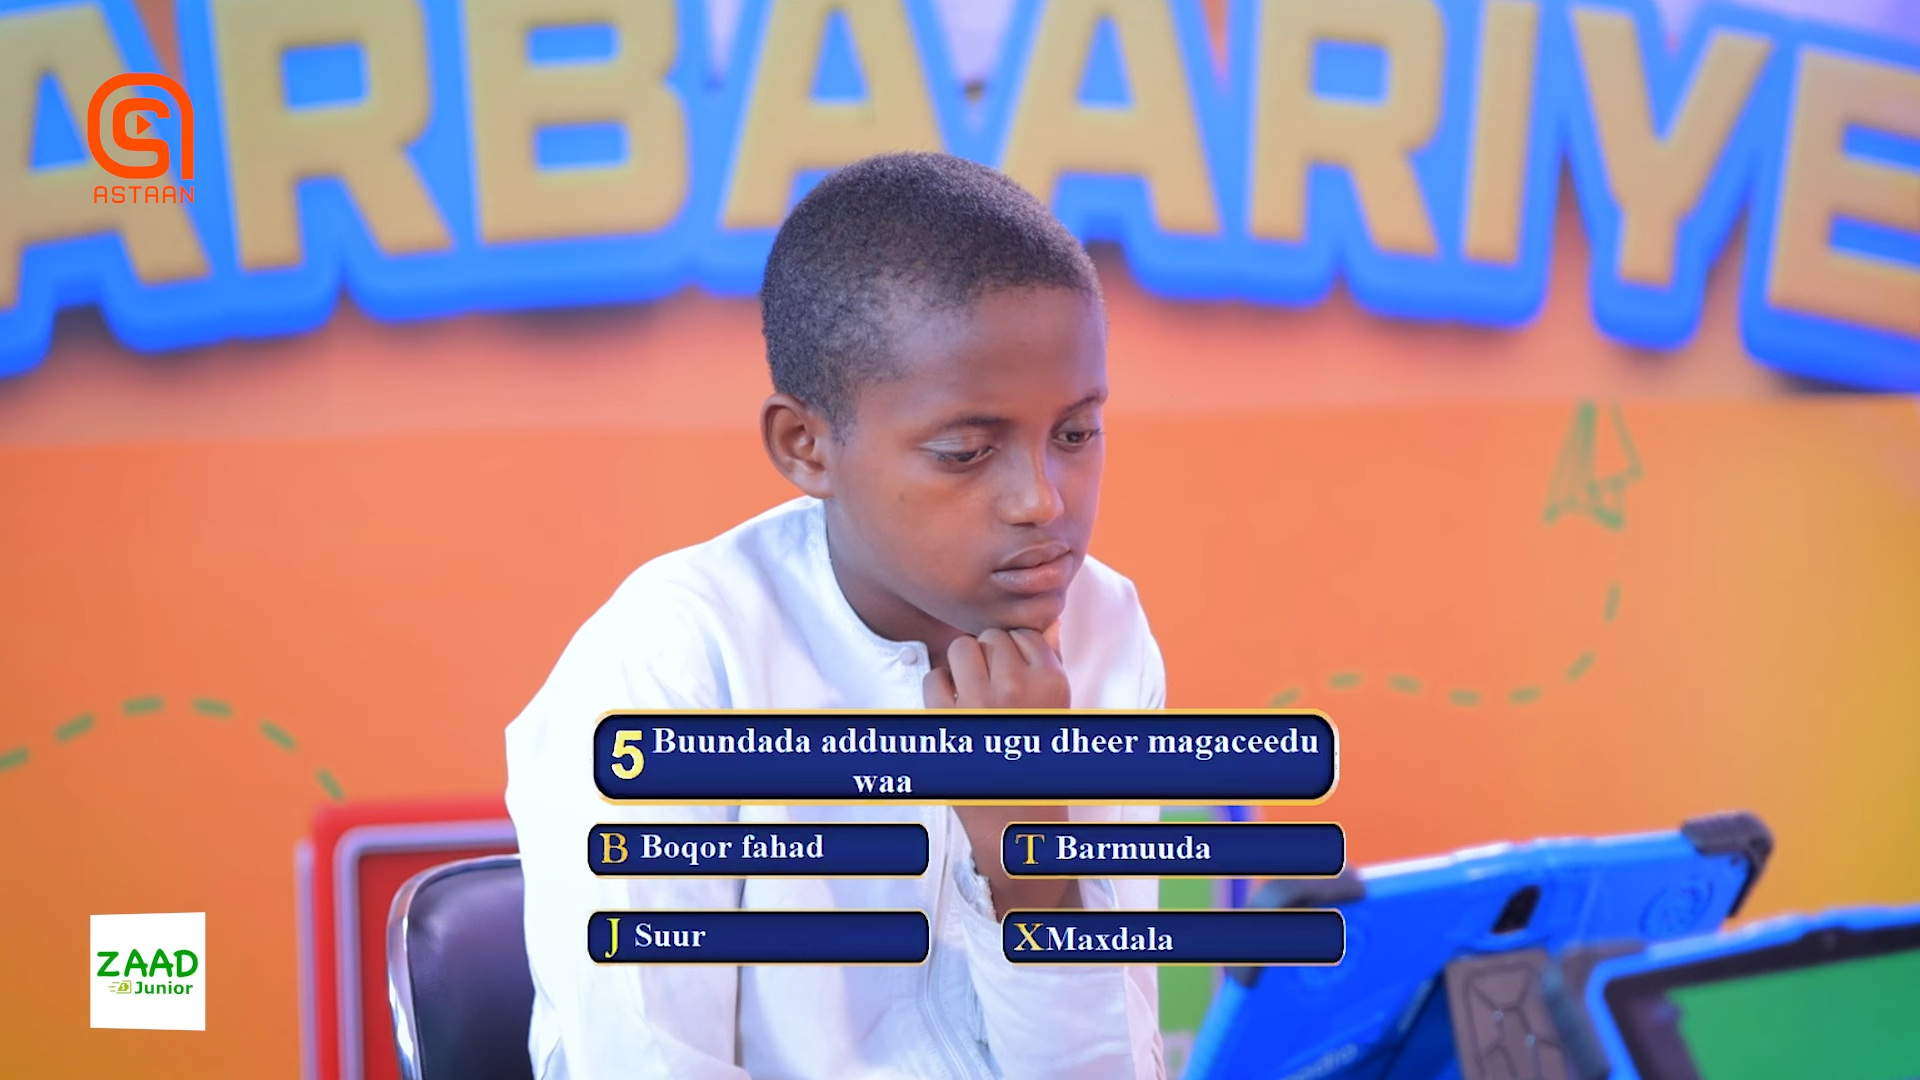 ARBAARIYE
ASTAAN
5 Buundada adduunka ugu dheer magaceedu
waa
B Boqor fahad
T Barmuuda
J Suur
X Maxdala
ZAAD
Junior